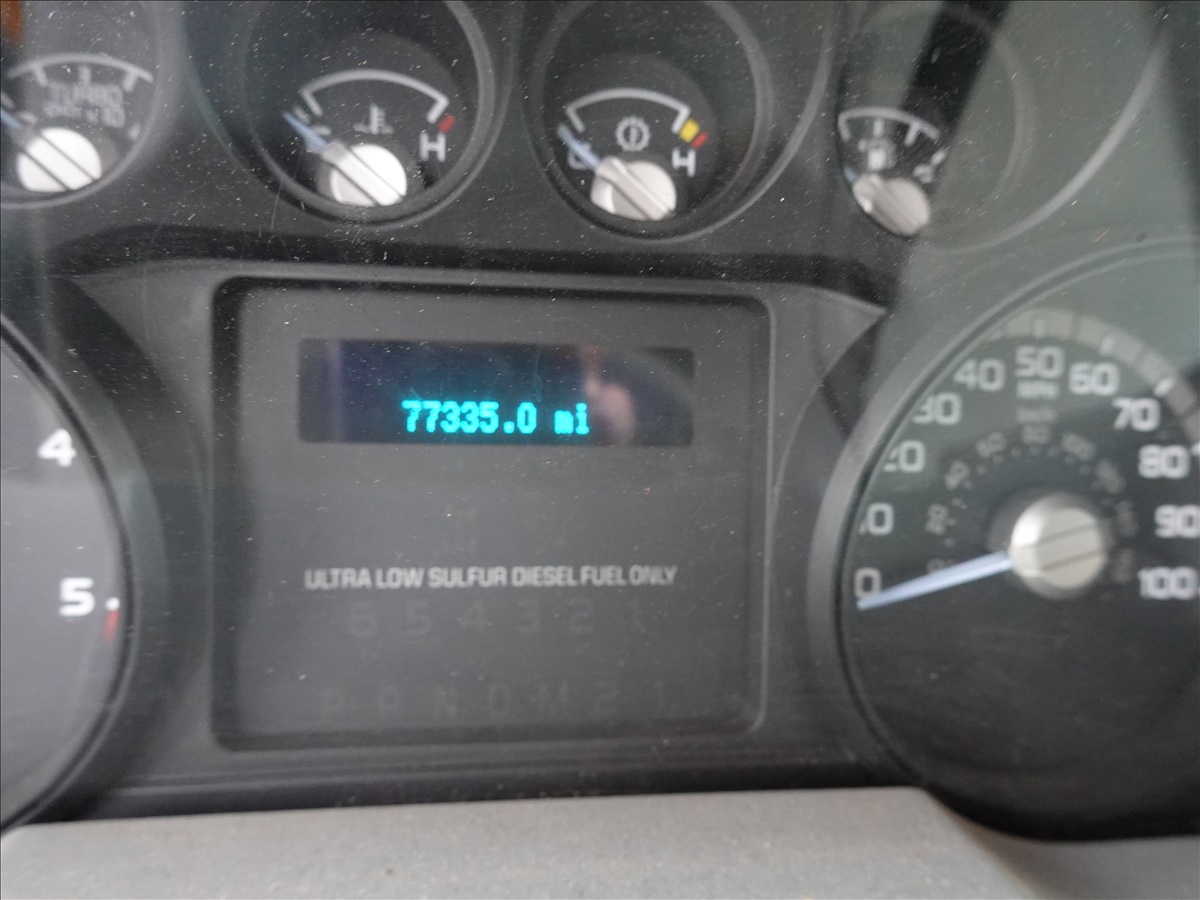 TURBO
H
H
77335.0 mi
ULTRA LOW SULFUR DIESEL FUEL ONLY
6 5 4 3 2 1
P R N D M 2 1
4
5
0
20
30
40
50
60
70
80
90
100
MPH
km/h